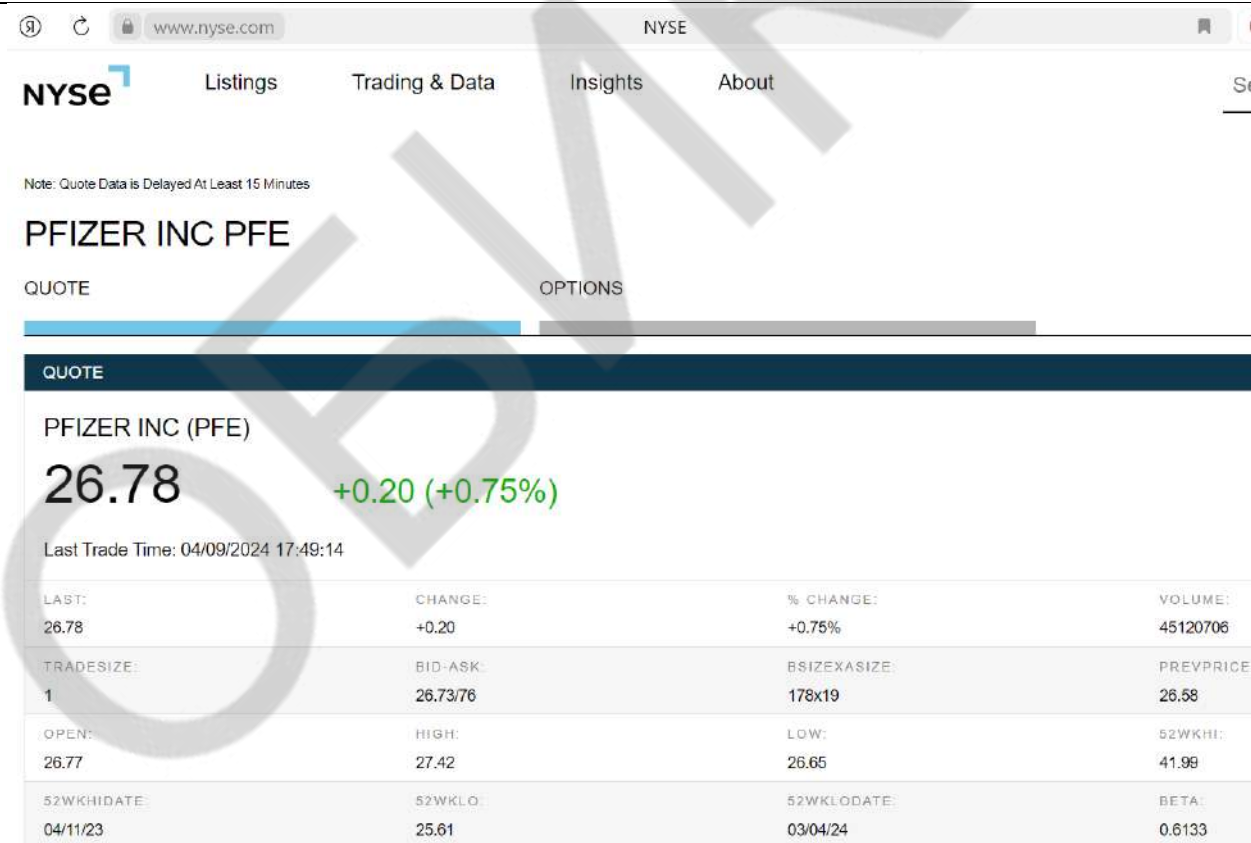 www.nyse.com NYSE
NYSE Listings Trading & Data Insights About
Note: Quote Data is Delayed At Least 15 Minutes
PFIZER INC PFE
QUOTE OPTIONS
QUOTE
PFIZER INC (PFE)
26.78 +0.20 (+0.75%)
Last Trade Time: 04/09/2024 17:49:14
LAST: CHANGE: % CHANGE: VOLUME:
26.78 +0.20 +0.75% 45120706
TRADESIZE: BID-ASK: BSIZEXASIZE: PREVPRICE
1 26.73/76 178x19 26.58
OPEN: HIGH: LOW: 52WKHI:
26.77 27.42 26.65 41.99
52WKHIDATE: 52WKLO: 52WKLODATE: BETA:
04/11/23 25.61 03/04/24 0.6133